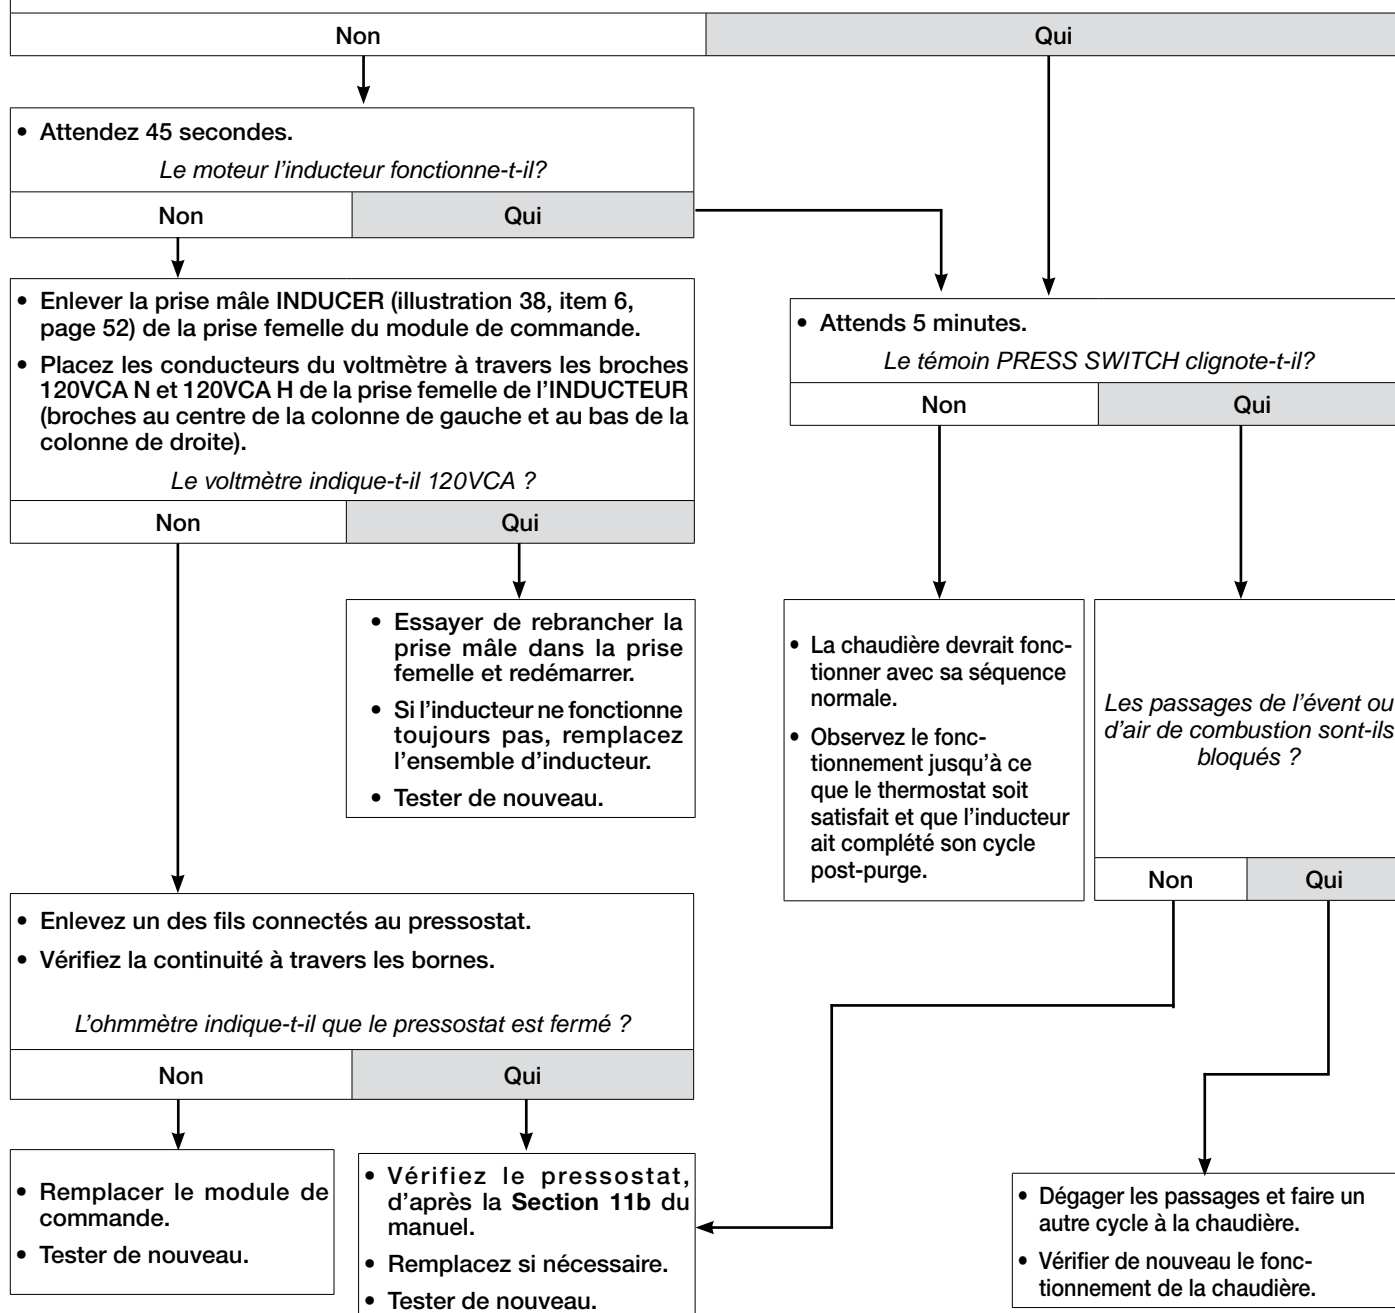 Non
Qui
• Attendez 45 secondes.
Le moteur l'inducteur fonctionne-t-il?
Non
Qui
• Enlever la prise mâle INDUCER (illustration 38, item 6,
page 52) de la prise femelle du module de commande.
• Placez les conducteurs du voltmètre à travers les broches
120VCA N et 120VCA H de la prise femelle de l'INDUCTEUR
(broches au centre de la colonne de gauche et au bas de la
colonne de droite).
Le voltmètre indique-t-il 120VCA ?
Non
Qui
• Attends 5 minutes.
Le témoin PRESS SWITCH clignote-t-il?
Non
Qui
• Essayer de rebrancher la
prise mâle dans la prise
femelle et redémarrer.
• Si l'inducteur ne fonctionne
toujours pas, remplacez
l'ensemble d'inducteur.
• Tester de nouveau.
• La chaudière devrait fonc-
tionner avec sa séquence
normale.
• Observez le fonc-
tionnement jusqu'à ce
que le thermostat soit
satisfait et que l'inducteur
ait complété son cycle
post-purge.
Les passages de l'évent ou
d'air de combustion sont-ils
bloqués ?
Non
Qui
• Enlevez un des fils connectés au pressostat.
• Vérifiez la continuité à travers les bornes.
L'ohmmètre indique-t-il que le pressostat est fermé ?
Non
Qui
• Remplacer le module de
commande.
• Tester de nouveau.
• Vérifiez le pressostat,
d'après la Section 11b du
manuel.
• Remplacez si nécessaire.
• Tester de nouveau.
• Dégager les passages et faire un
autre cycle à la chaudière.
• Vérifier de nouveau le fonc-
tionnement de la chaudière.